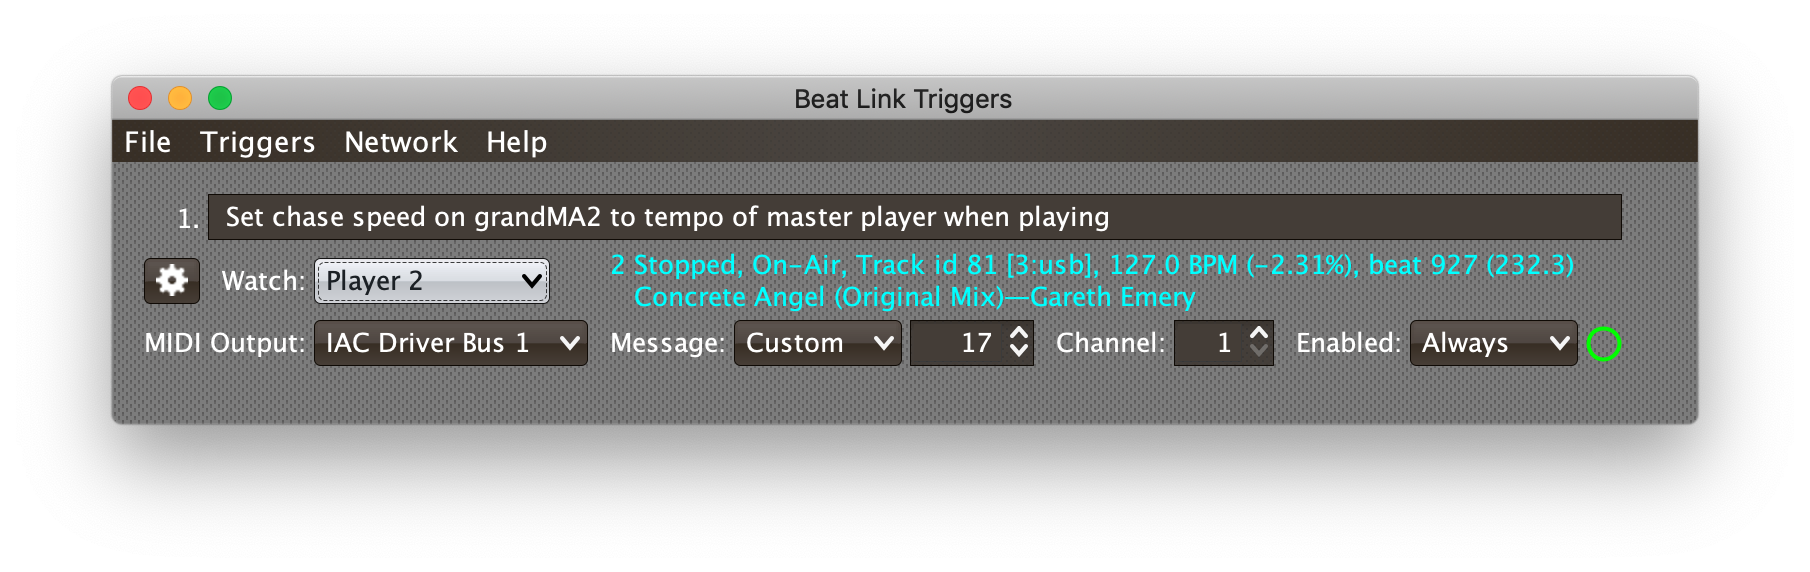 Beat Link Triggers
File Triggers Network Help
1. Set chase speed on grandMA2 to tempo of master player when playing
Watch: Player 2 2 Stopped, On-Air, Track id 81 [3:usb], 127.0 BPM (-2.31%), beat 927 (232.3)
Concrete Angel (Original Mix)—Gareth Emery
MIDI Output: IAC Driver Bus 1 Message: Custom 17 Channel: 1 Enabled: Always